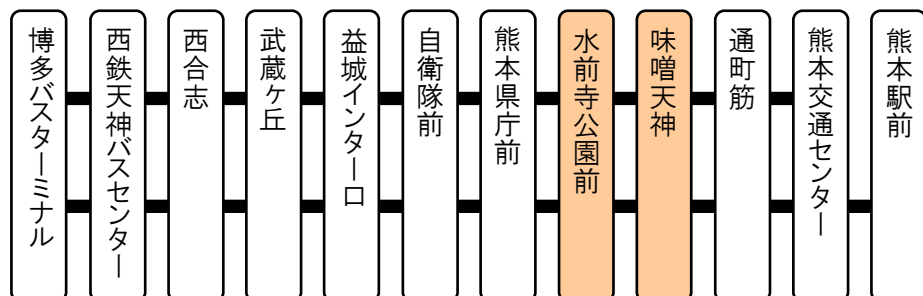 博多バスターミナル
西鉄天神バスセンター
西合志
武蔵ヶ丘
益城インター口
自衛隊前
熊本県庁前
水前寺公園前
味噌天神
通町筋
熊本交通センター
熊本駅前